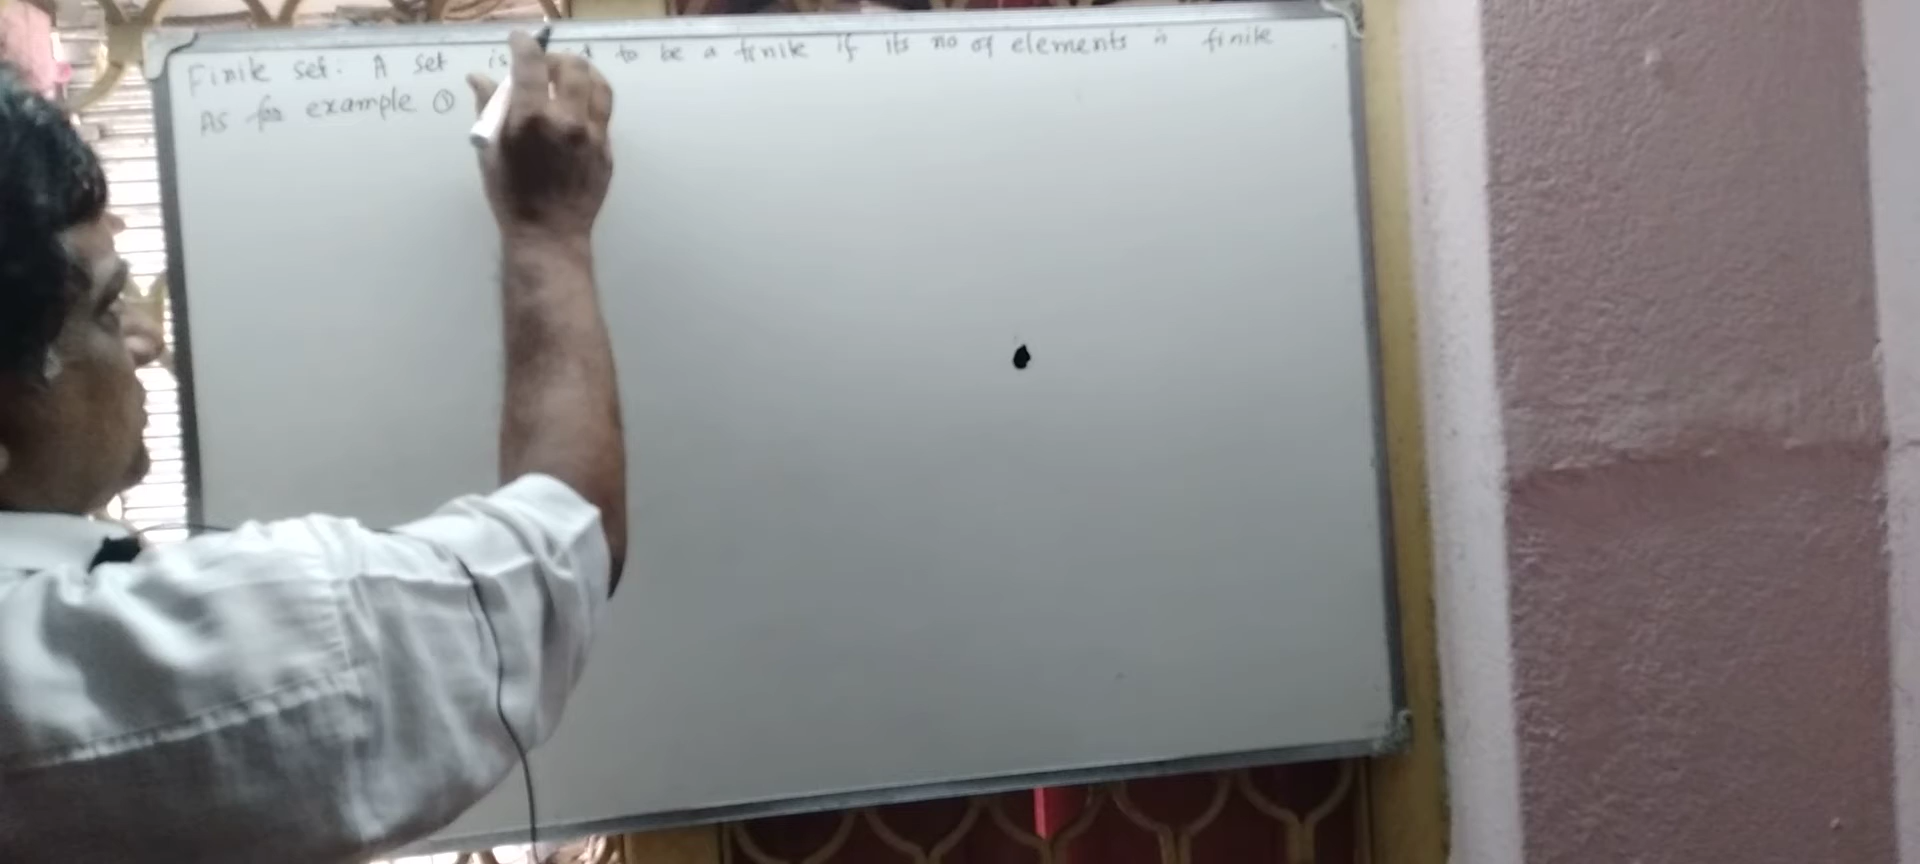 Finite set: A set is to be a finite if its no of elements is finite
As for example ①